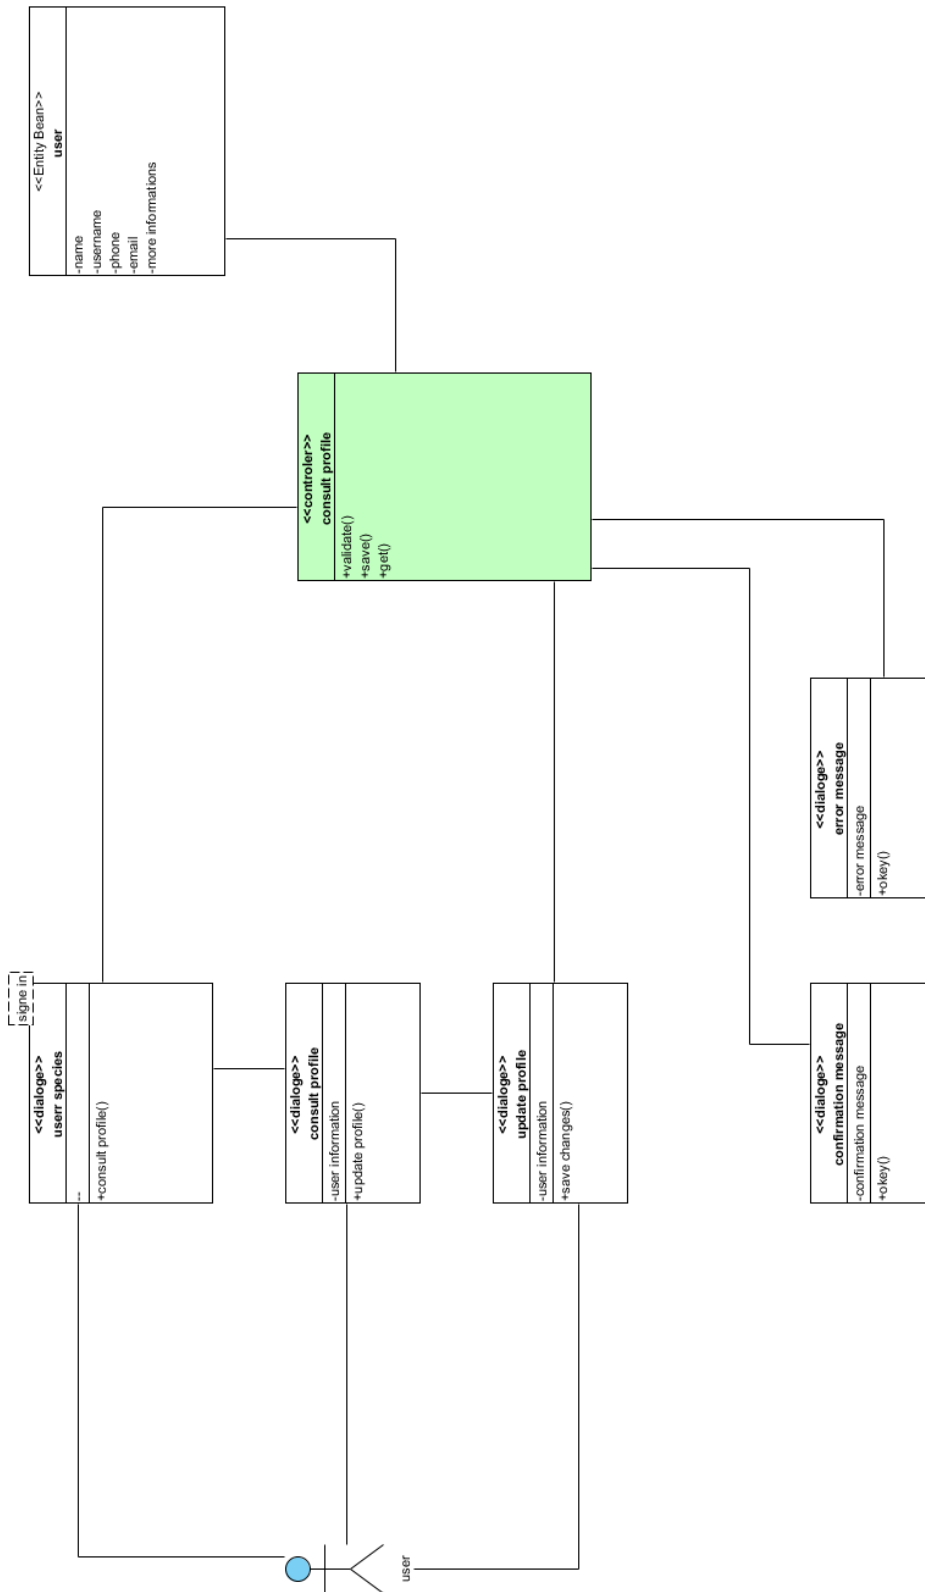 signe in
<<dialoge>>
userr species
--
+consult profile()
<<dialoge>>
consult profile
-user information
+update profile()
<<dialoge>>
update profile
-user information
+save changes()
user
<<controler>>
consult profile
+validate()
+save()
+get()
<<Entity Bean>>
user
-name
-username
-phone
-email
-more informations
<<dialoge>>
confirmation message
-confirmation message
+okey()
<<dialoge>>
error message
-error message
+okey()